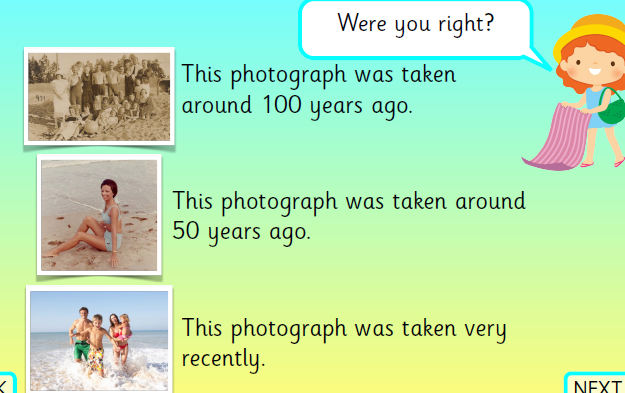 Were you right?
This photograph was taken
around 100 years ago.
This photograph was taken around
50 years ago.
This photograph was taken very
recently.
K
NEXT